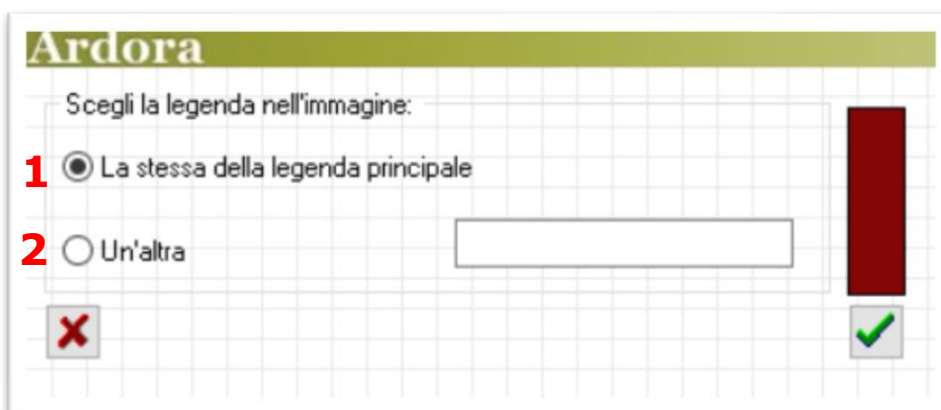 Ardora
Scegli la legenda nell'immagine:
1 La stessa della legenda principale
2 Un'altra